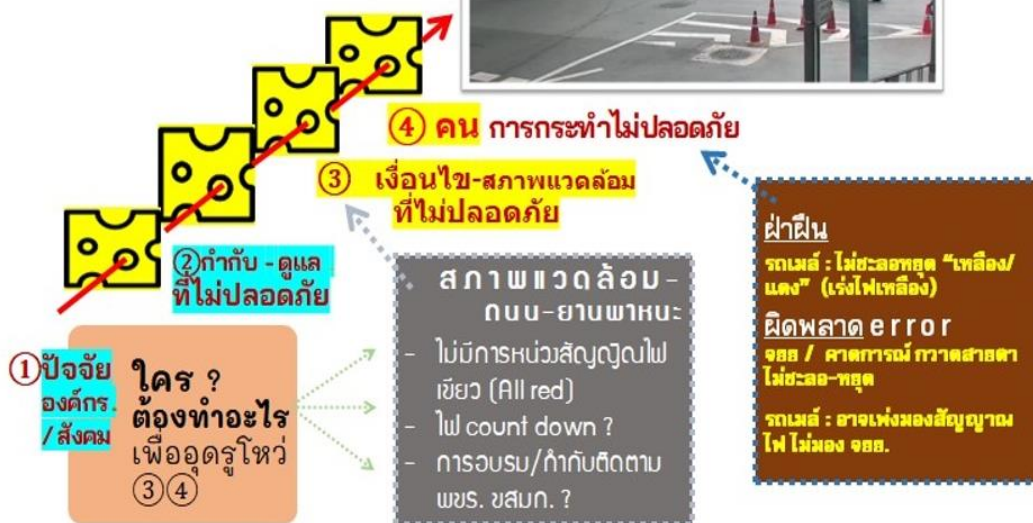 ④ คน การกระทำไม่ปลอดภัย
③ เงื่อนไข-สภาพแวดล้อม
ที่ไม่ปลอดภัย
②กำกับ - ดูแล
ที่ไม่ปลอดภัย
①ปัจจัย
องค์กร.
/ สังคม
ใคร ?
ต้องทำอะไร
เพื่ออุดรูโหว่
③④
สภาพแวดล้อม-
ถนน-ยานพาหนะ
- ไม่มีการหน่วงสัญญิณไฟ
เขียว (All red)
- ไฟ count down ?
- การอบรม/กำกับติดตาม
พขร. ขสมก. ?
ฝ่าฝืน
รถเมล์ : ไม่ชะลอหยุด “เหลือง/
แดง” (เร่งไฟเหลือง)
ผิดพลาด error
จยย / คาดการณ์ กวาดสายตา
ไม่ชะลอ-หยุด
รถเมล์ : อาจเพ่งมองสัญญาณ
ไฟ ไม่มอง จยย.